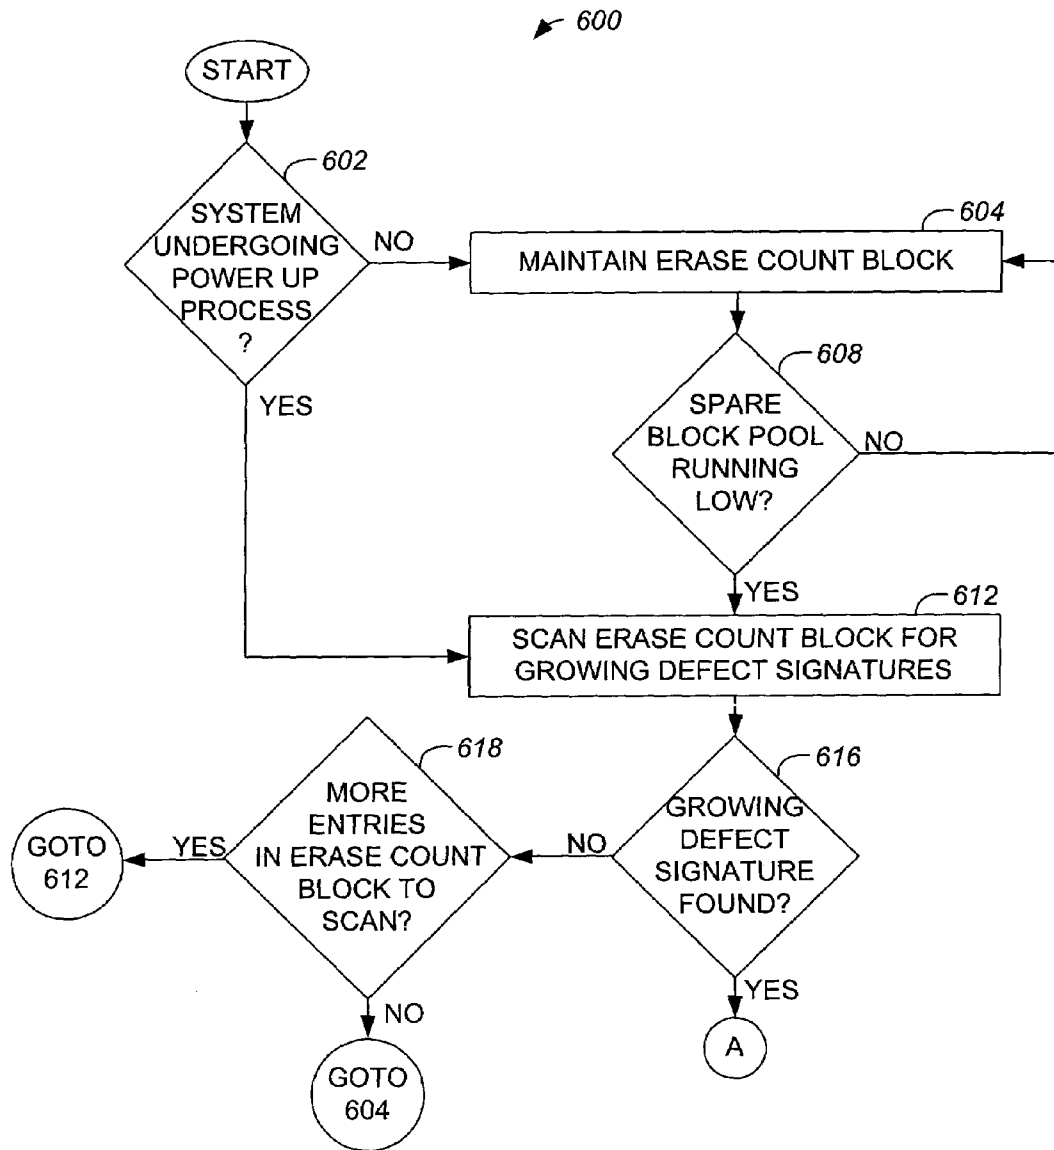 600
START
602
SYSTEM
UNDERGOING
POWER UP
PROCESS
?
NO
YES
604
MAINTAIN ERASE COUNT BLOCK
608
SPARE
BLOCK POOL
RUNNING
LOW?
NO
YES
612
SCAN ERASE COUNT BLOCK FOR
GROWING DEFECT SIGNATURES
616
GROWING
DEFECT
SIGNATURE
FOUND?
NO
YES
A
618
MORE
ENTRIES
IN ERASE COUNT
BLOCK TO
SCAN?
YES
GOTO
612
NO
GOTO
604